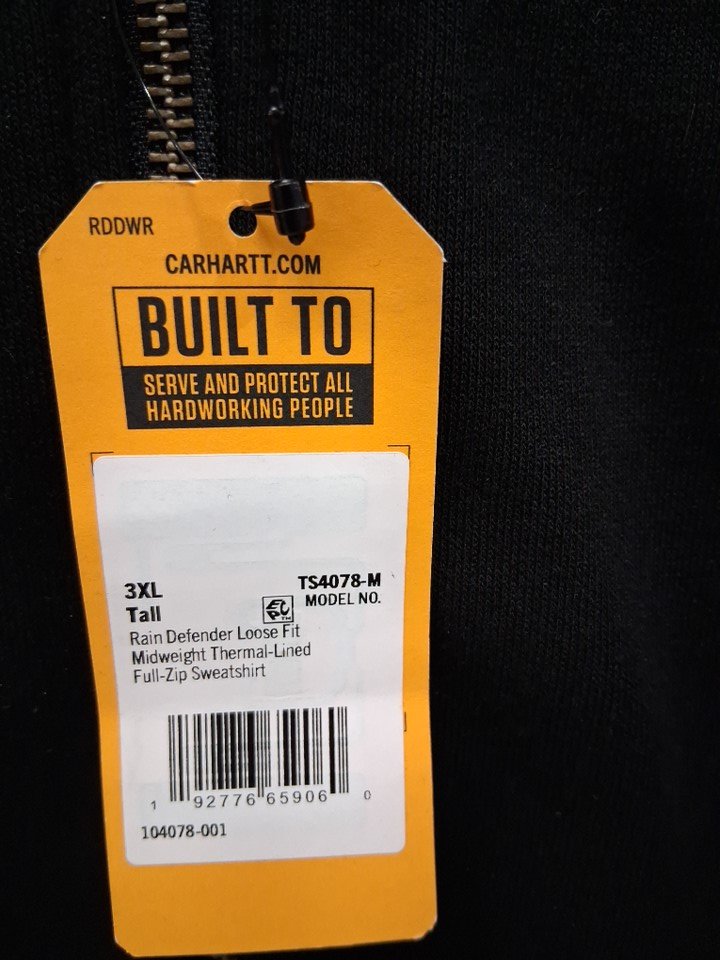 RDDWR
CARHARTT.COM
BUILT TO
SERVE AND PROTECT ALL
HARDWORKING PEOPLE
3XL
Tall
TS4078-M
MODEL NO.
EPC™
Rain Defender Loose Fit
Midweight Thermal-Lined
Full-Zip Sweatshirt
1 92776 65906 0
104078-001